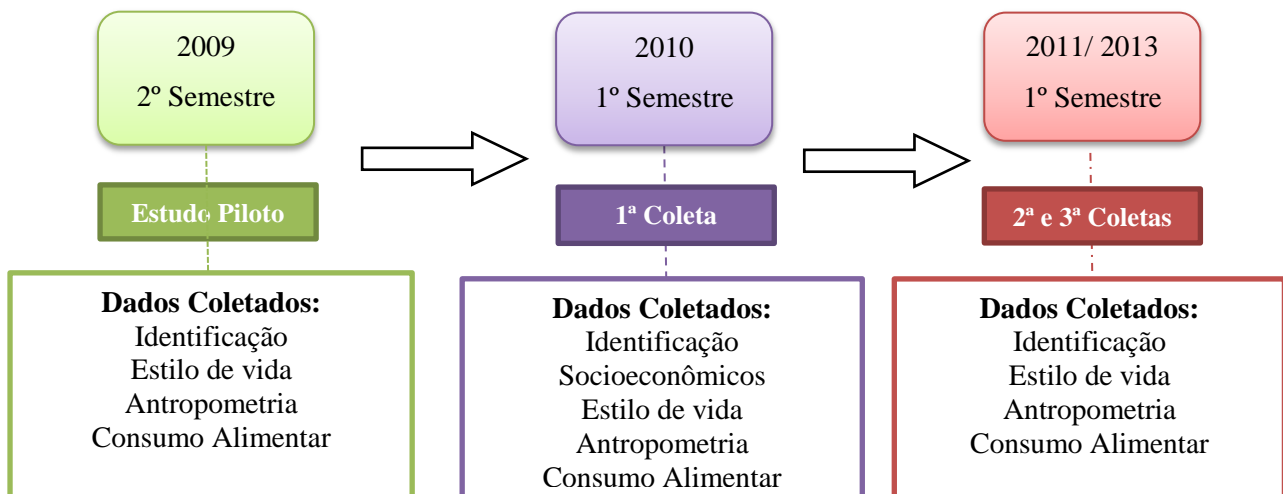 2009
2º Semestre
Estudo Piloto
Dados Coletados:
Identificação
Estilo de vida
Antropometria
Consumo Alimentar
2010
1º Semestre
1ª Coleta
Dados Coletados:
Identificação
Socioeconômicos
Estilo de vida
Antropometria
Consumo Alimentar
2011/ 2013
1º Semestre
2ª e 3ª Coletas
Dados Coletados:
Identificação
Estilo de vida
Antropometria
Consumo Alimentar